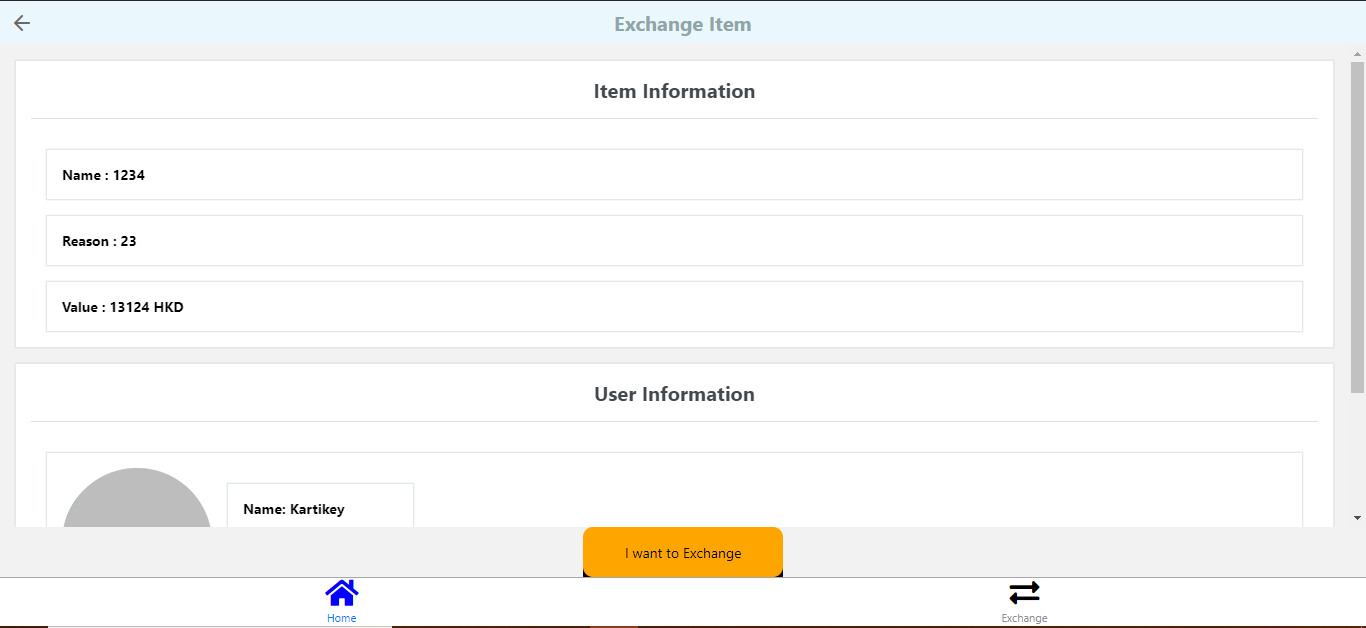 Exchange Item
Item Information
Name : 1234
Reason : 23
Value : 13124 HKD
User Information
Name: Kartikey
I want to Exchange
Home
Exchange